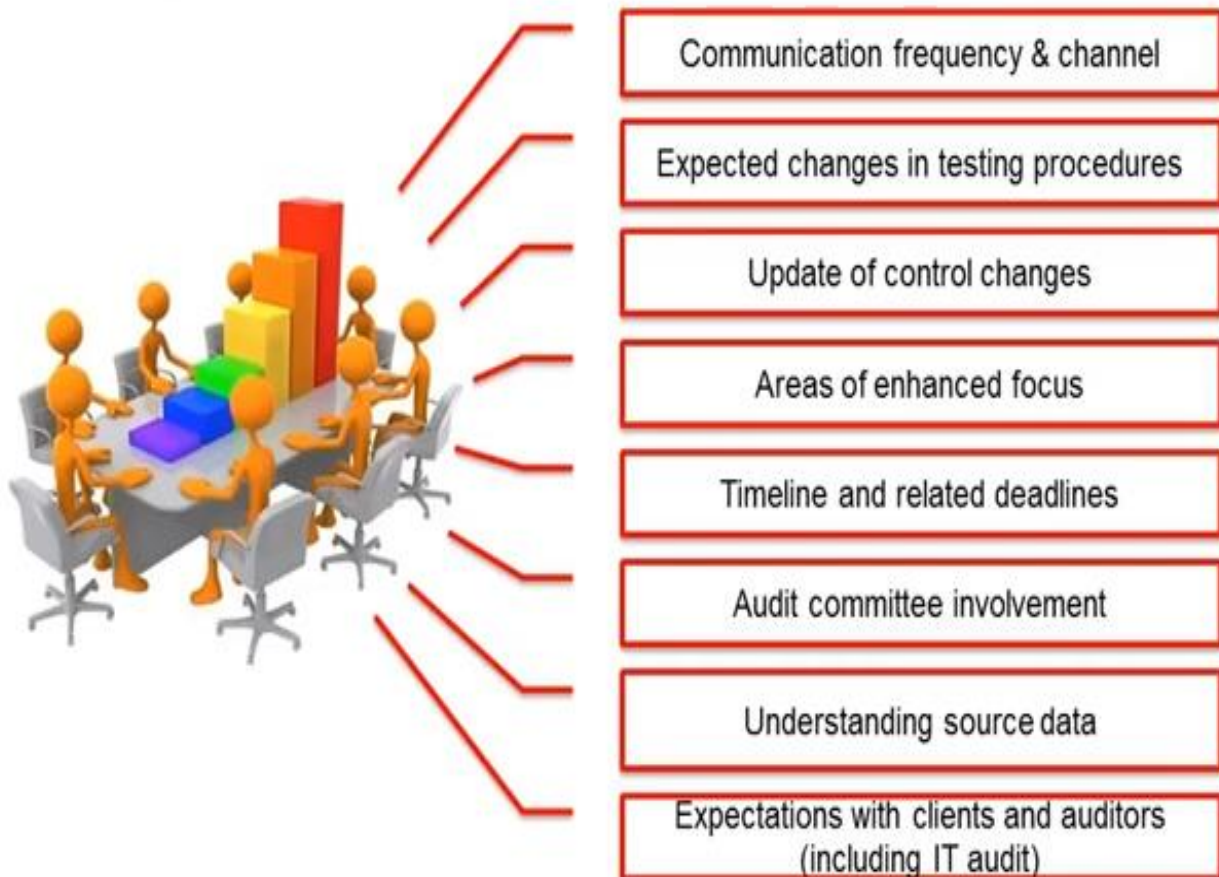 Communication frequency & channel
Expected changes in testing procedures
Update of control changes
Areas of enhanced focus
Timeline and related deadlines
Audit committee involvement
Understanding source data
Expectations with clients and auditors
(including IT audit)